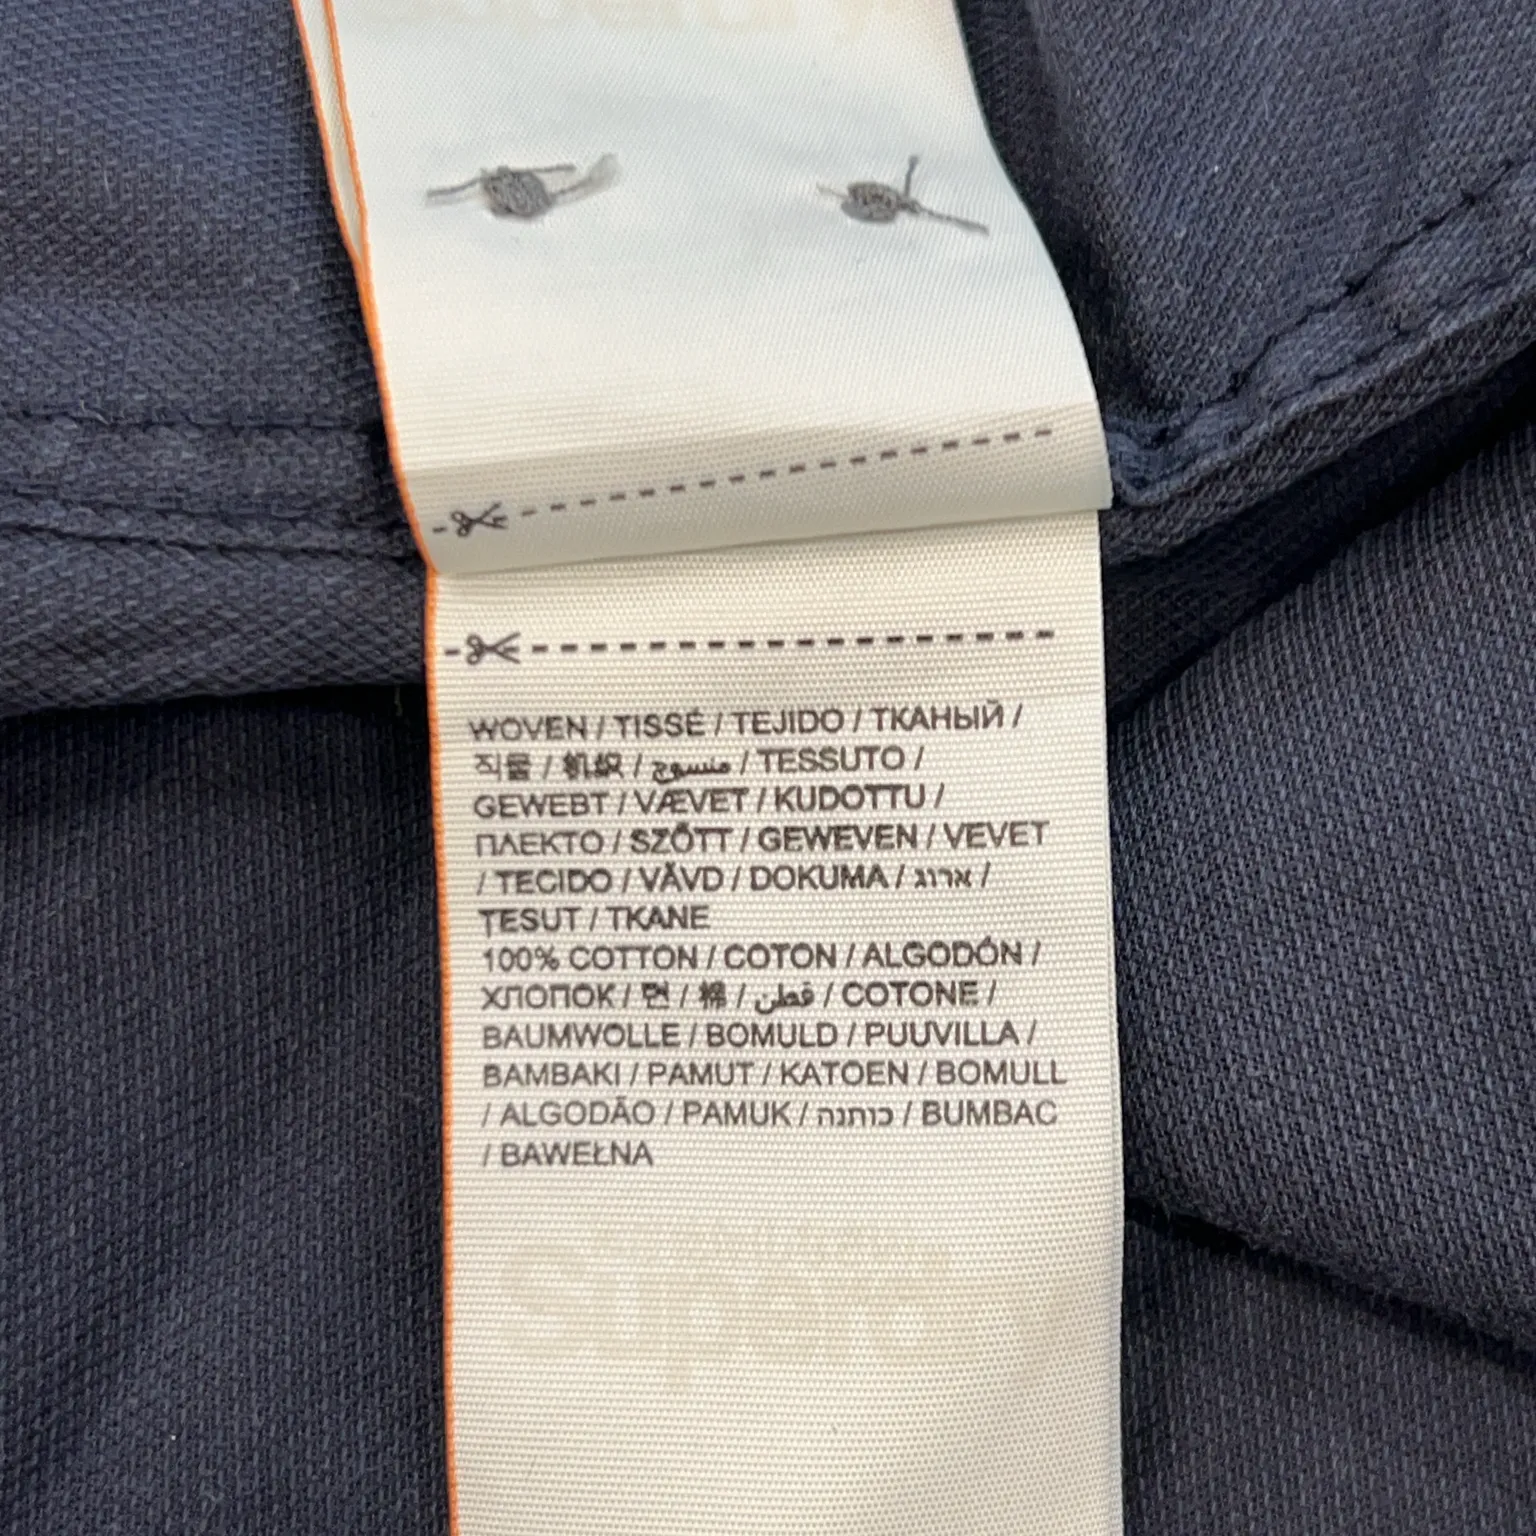 WOVEN / TISSÉ / TEJIDO / ТКАНЫЙ /
직물 / 机织 / منسوج / TESSUTO /
GEWEBT / VÆVET / KUDOTTU /
ΠΛΕΚΤΟ / SZŐTT / GEWEVEN / VEVET
/ TECIDO / VÄVD / DOKUMA / ארוג /
ȚESUT / TKANE
100% COTTON / COTON / ALGODÓN /
ХЛОПОК / 면 / 棉 / قطن / COTONE /
BAUMWOLLE / BOMULD / PUUVILLA /
BAMBAKI / PAMUT / KATOEN / BOMULL
/ ALGODÃO / PAMUK / כותנה / BUMBAC
/ BAWEŁNA